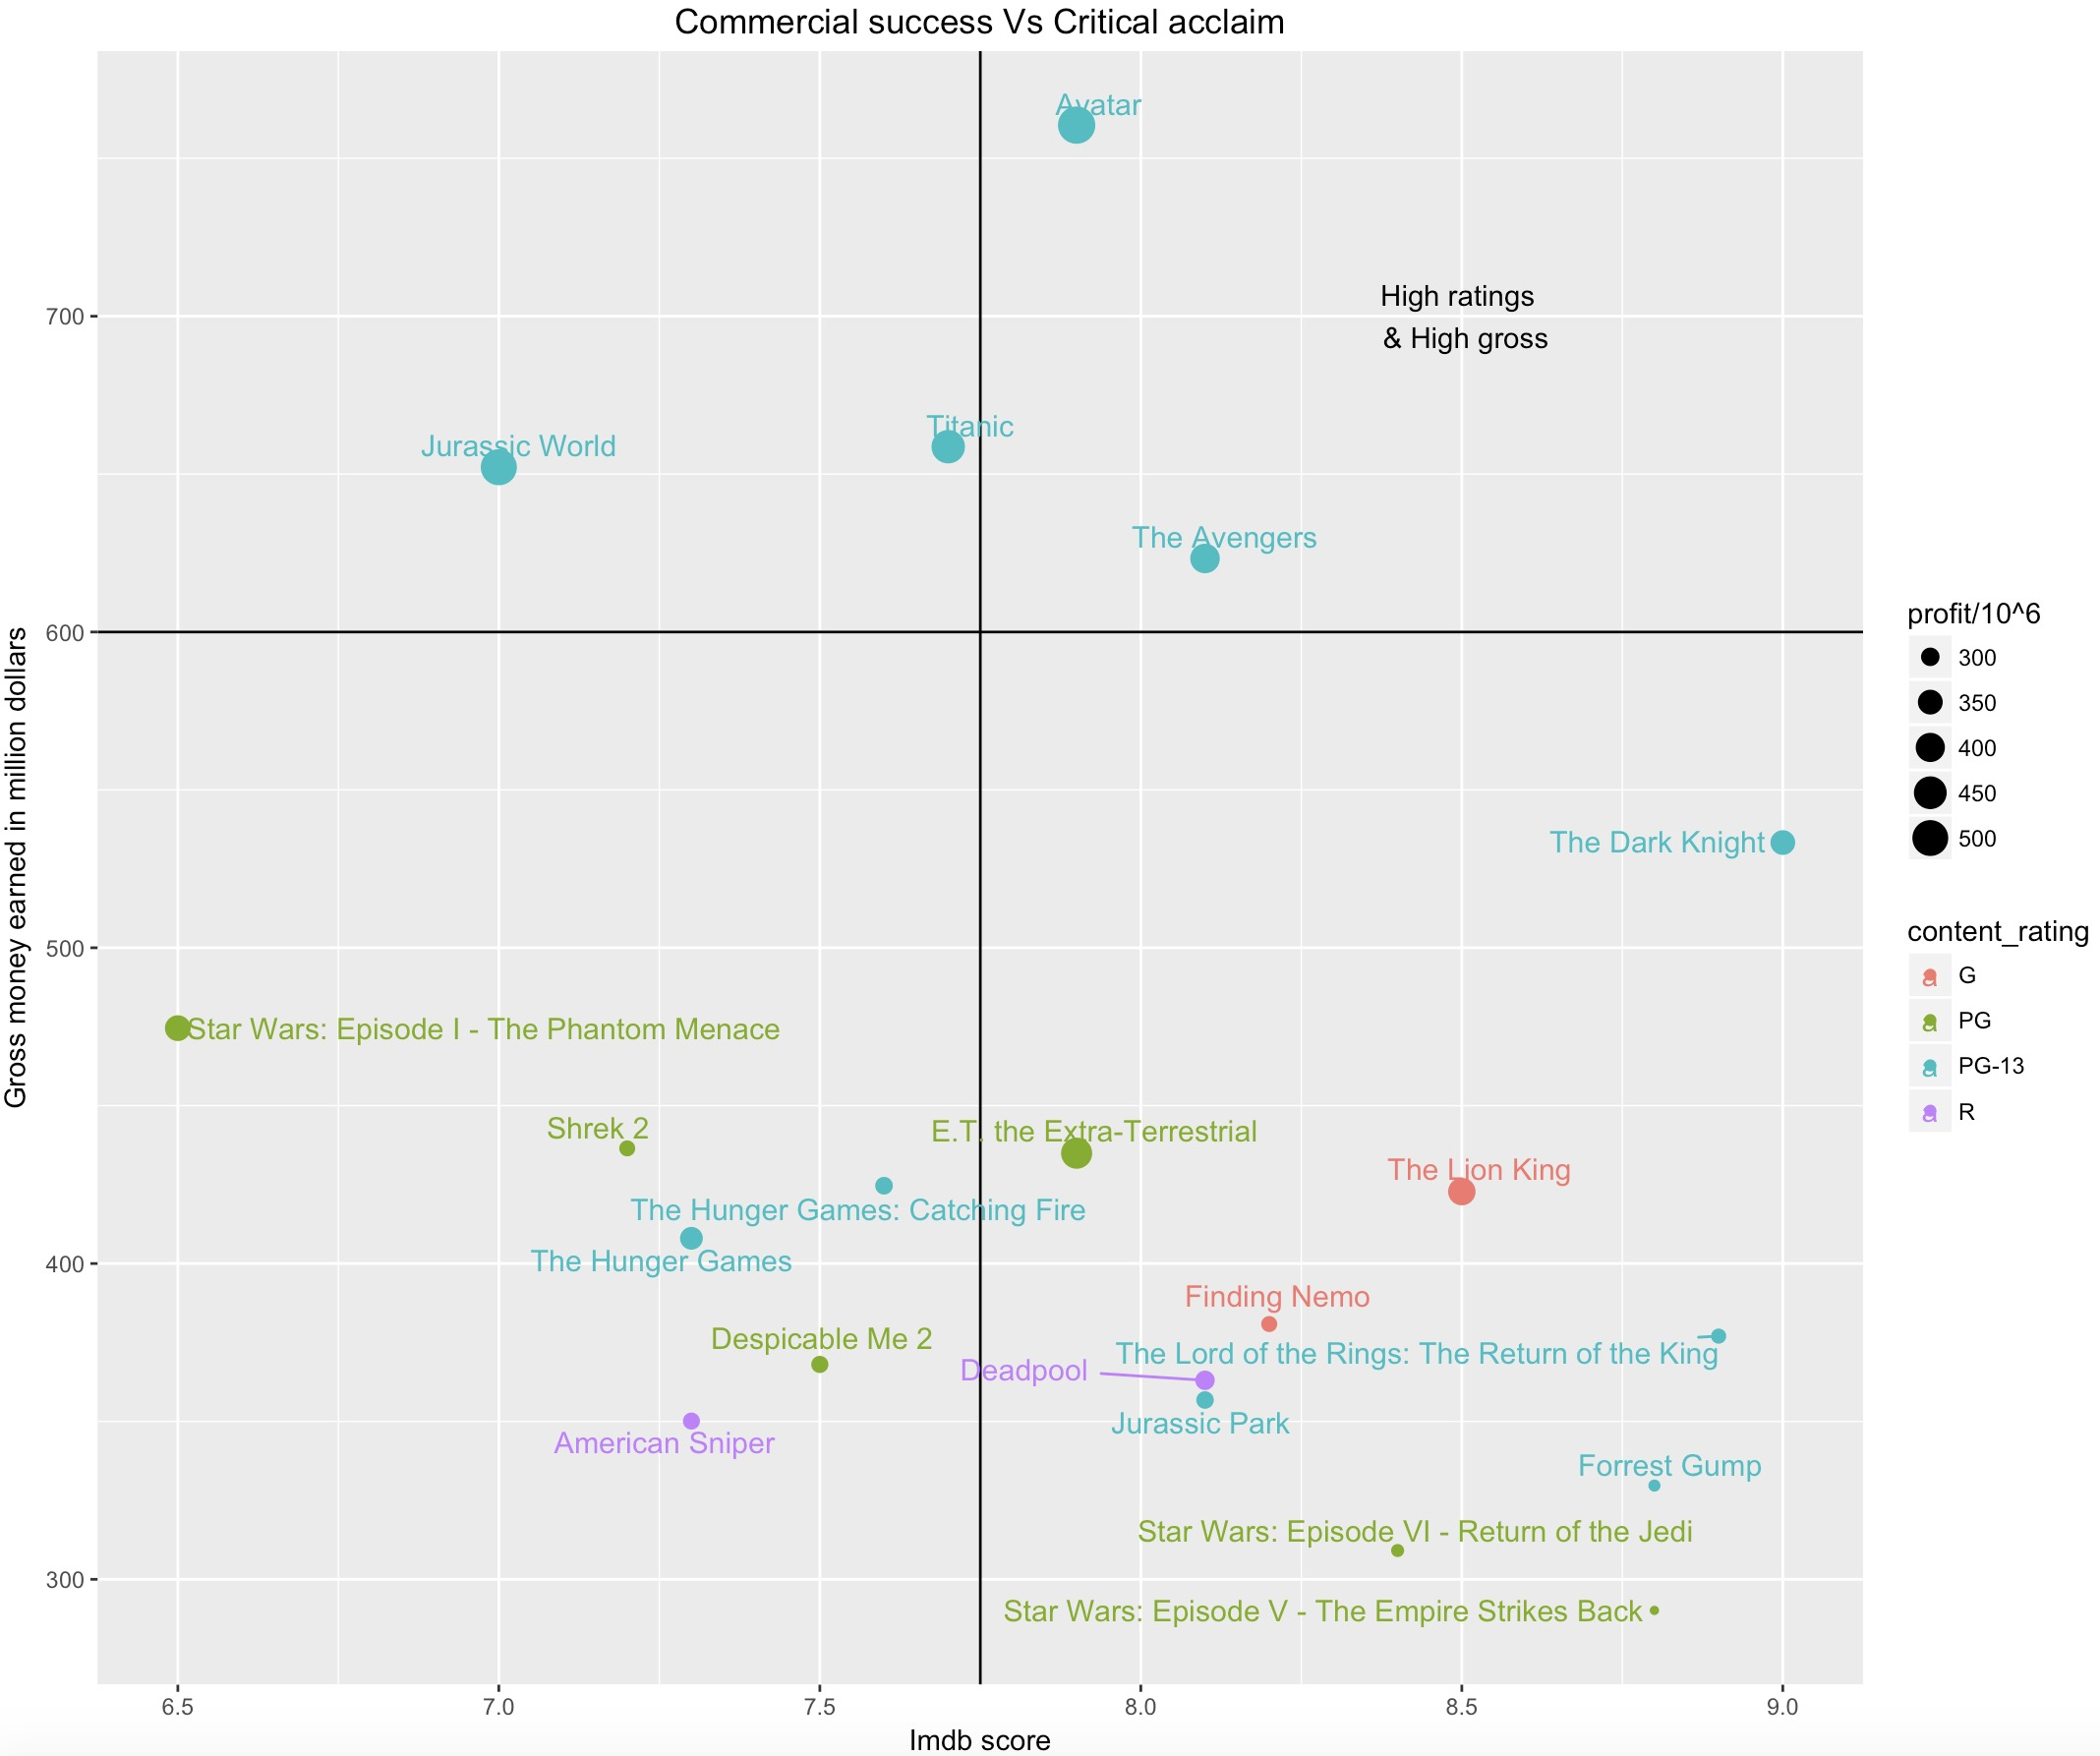 Commercial success Vs Critical acclaim
Avatar
High ratings
& High gross
700
Titanic
Jurassic World
The Avengers
600
The Dark Knight
500
Star Wars: Episode I - The Phantom Menace
Shrek 2
E.T. the Extra-Terrestrial
The Lion King
The Hunger Games: Catching Fire
The Hunger Games
400
Finding Nemo
Despicable Me 2
The Lord of the Rings: The Return of the King
Deadpool
Jurassic Park
American Sniper
Forrest Gump
Star Wars: Episode VI - Return of the Jedi
300
Star Wars: Episode V - The Empire Strikes Back
6.5 7.0 7.5 8.0 8.5 9.0
Imdb score
Gross money earned in million dollars
profit/10^6
300
350
400
450
500
content_rating
a G
a PG
a PG-13
a R